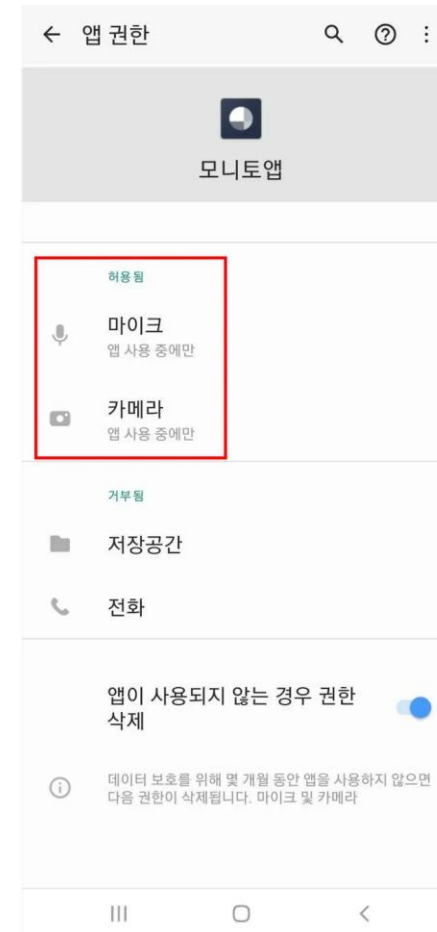 앱 권한
모니토앱
허용됨
마이크
앱 사용 중에만
카메라
앱 사용 중에만
거부됨
저장공간
전화
앱이 사용되지 않는 경우 권한
삭제
데이터 보호를 위해 몇 개월 동안 앱을 사용하지 않으면
다음 권한이 삭제됩니다. 마이크 및 카메라